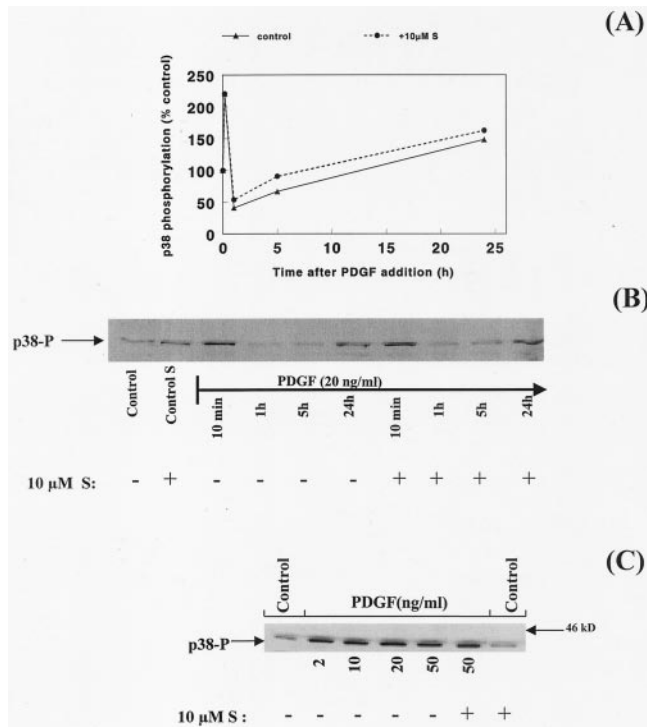 (A)
control +10µM S
p38 phosphorylation (% control)
250
200
150
100
50
0
0 5 10 15 20 25
Time after PDGF addition (h)
(B)
p38-P
PDGF (20 ng/ml)
Control Control S 10 min 1h 5h 24h 10 min 1h 5h 24h
10 µM S: - + - - - - + + + +
(C)
Control PDGF(ng/ml) Control
46 kD
p38-P
2 10 20 50 50
10 µM S : - - - - - + +